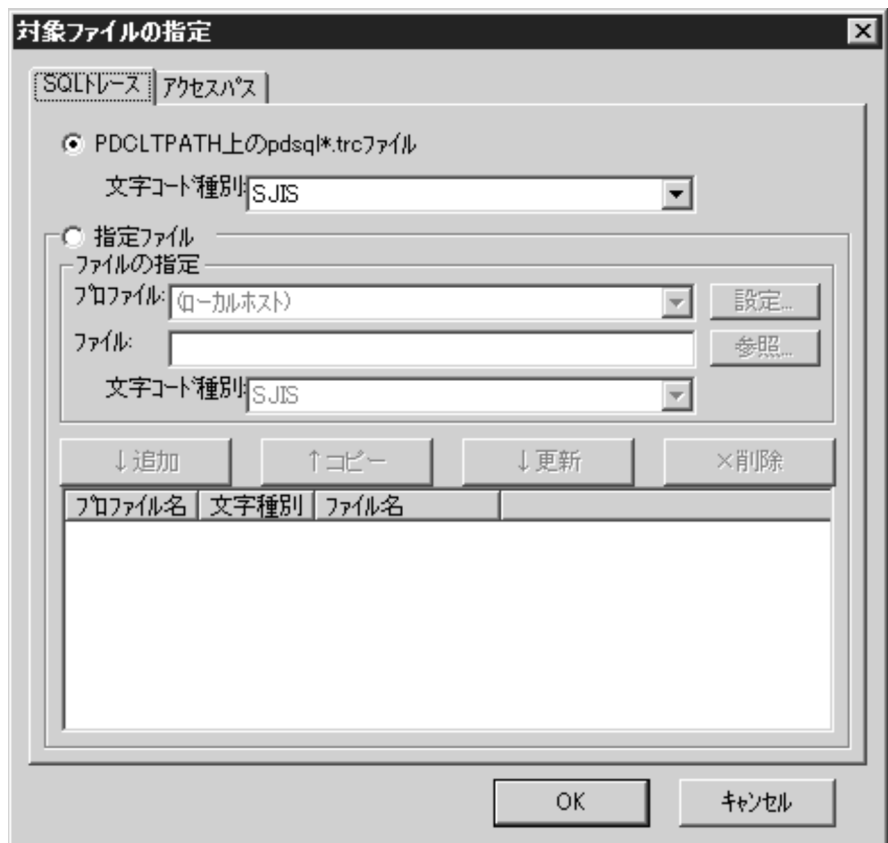 対象ファイルの指定
SQLトレース アクセスパス
PDCLTPATH上のpdsql*.trcファイル
文字コード種別: SJIS
指定ファイル
ファイルの指定
プロファイル: (ローカルホスト) 設定...
ファイル: 参照...
文字コード種別: SJIS
↓追加 ↑コピー ↓更新 ×削除
プロファイル名 文字種別 ファイル名
OK キャンセル